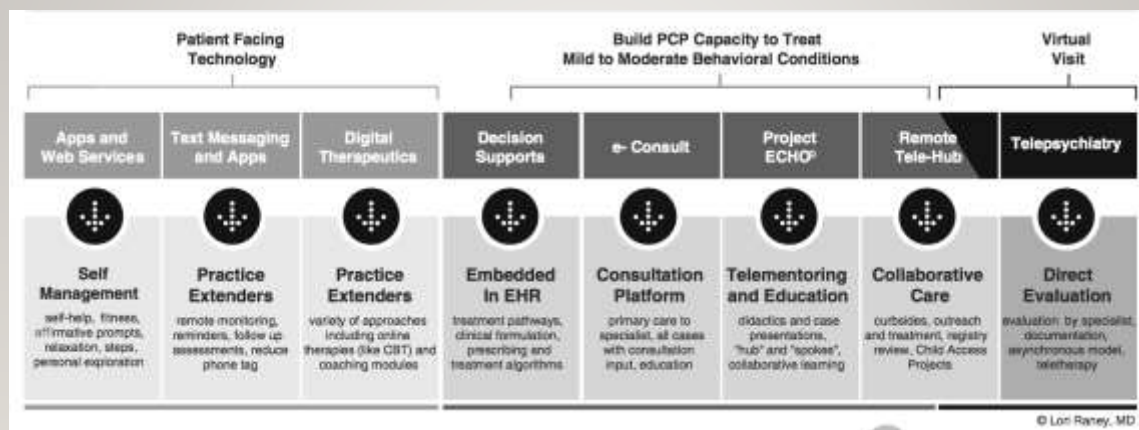 Patient Facing
Technology
Build PCP Capacity to Treat
Mild to Moderate Behavioral Conditions
Virtual
Visit
Apps and
Web Services
Text Messaging
and Apps
Digital
Therapeutics
Decision
Supports
e- Consult
Project
ECHO®
Remote
Tele-Hub
Telepsychiatry
Self
Management
self-help, fitness,
affirmative prompts,
relaxation, steps,
personal exploration
Practice
Extenders
remote monitoring,
reminders, follow up
assessments, reduce
phone tag
Practice
Extenders
variety of approaches
including online
therapies (like CBT) and
coaching modules
Embedded
In EHR
treatment pathways,
clinical formulation,
prescribing and
treatment algorithms
Consultation
Platform
primary care to
specialist, all cases
with consultation
input, education
Telementoring
and Education
didactics and case
presentations,
"hub" and "spokes",
collaborative learning
Collaborative
Care
curbsides, outreach
and treatment, registry
review, Child Access
Projects
Direct
Evaluation
evaluation by specialist,
documentation,
asynchronous model,
teletherapy
© Lori Raney, MD